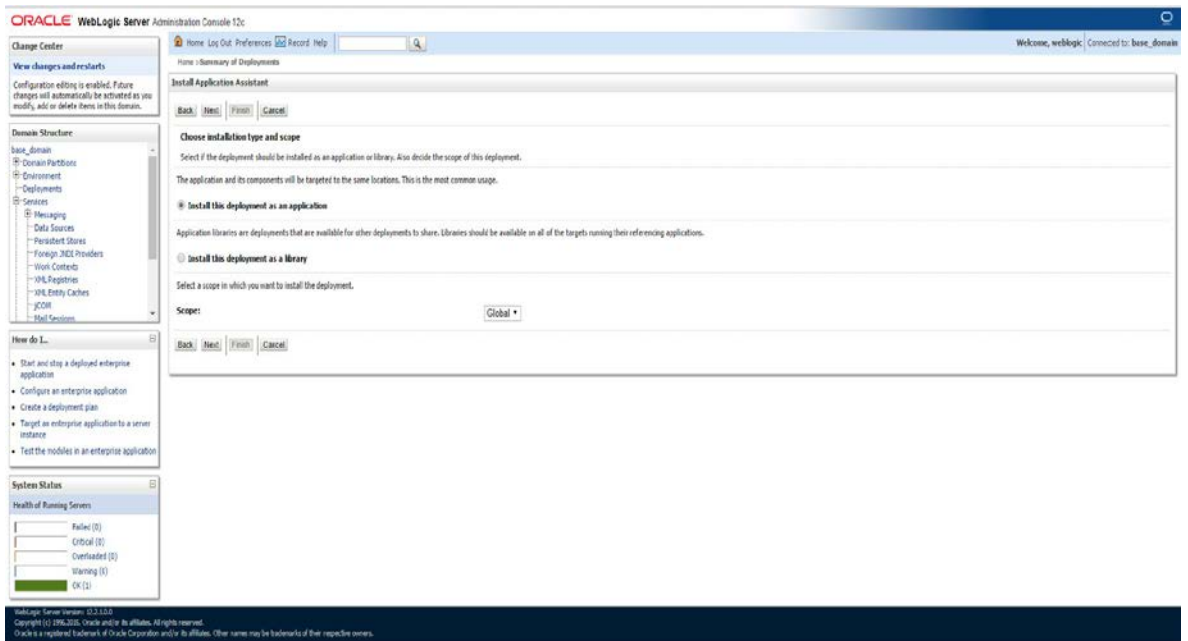 ORACLE WebLogic Server Administration Console 12c
Change Center
View changes and restarts
Configuration editing is enabled. Future
changes will automatically be activated as you
modify, add or delete items in this domain.
Domain Structure
base_domain
Domain Partitions
Environment
Deployments
Services
Messaging
Data Sources
Persistent Stores
Foreign JNDI Providers
Work Contexts
XML Registries
XML Entity Caches
jCOM
Mail Sessions
How do I...
Start and stop a deployed enterprise
application
Configure an enterprise application
Create a deployment plan
Target an enterprise application to a server
instance
Test the modules in an enterprise application
System Status
Health of Running Servers
Failed (0)
Critical (0)
Overloaded (0)
Warning (0)
OK (1)
Home Log Out Preferences Record Help
Welcome, weblogic Connected to: base_domain
Home >Summary of Deployments
Install Application Assistant
Back Next Finish Cancel
Choose installation type and scope
Select if the deployment should be installed as an application or library. Also decide the scope of this deployment.
The application and its components will be targeted to the same locations. This is the most common usage.
Install this deployment as an application
Application libraries are deployments that are available for other deployments to share. Libraries should be available on all of the targets running their referencing applications.
Install this deployment as a library
Select a scope in which you want to install the deployment.
Scope: Global
Back Next Finish Cancel
WebLogic Server Version: 12.2.1.0.0
Copyright (c) 1996,2015, Oracle and/or its affiliates. All rights reserved.
Oracle is a registered trademark of Oracle Corporation and/or its affiliates. Other names may be trademarks of their respective owners.